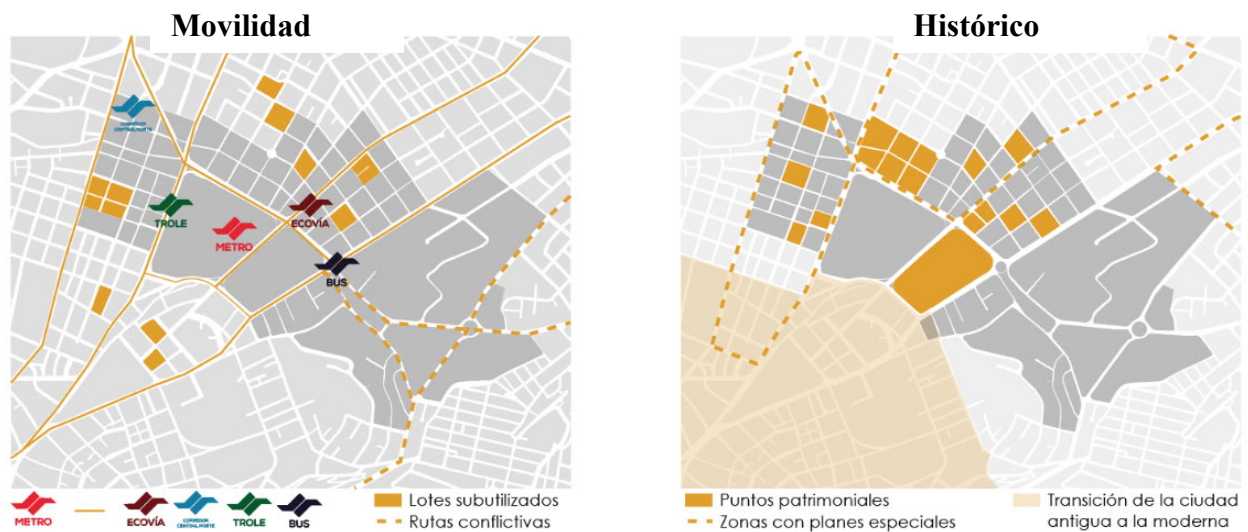 Movilidad
Histórico
CORREDOR
CENTRAL NORTE
TROLE
ECOVÍA
METRO
BUS
METRO
ECOVÍA
CORREDOR
CENTRAL NORTE
TROLE
BUS
Lotes subutilizados
Rutas conflictivas
Puntos patrimoniales
Zonas con planes especiales
Transición de la ciudad
antigua a la moderna